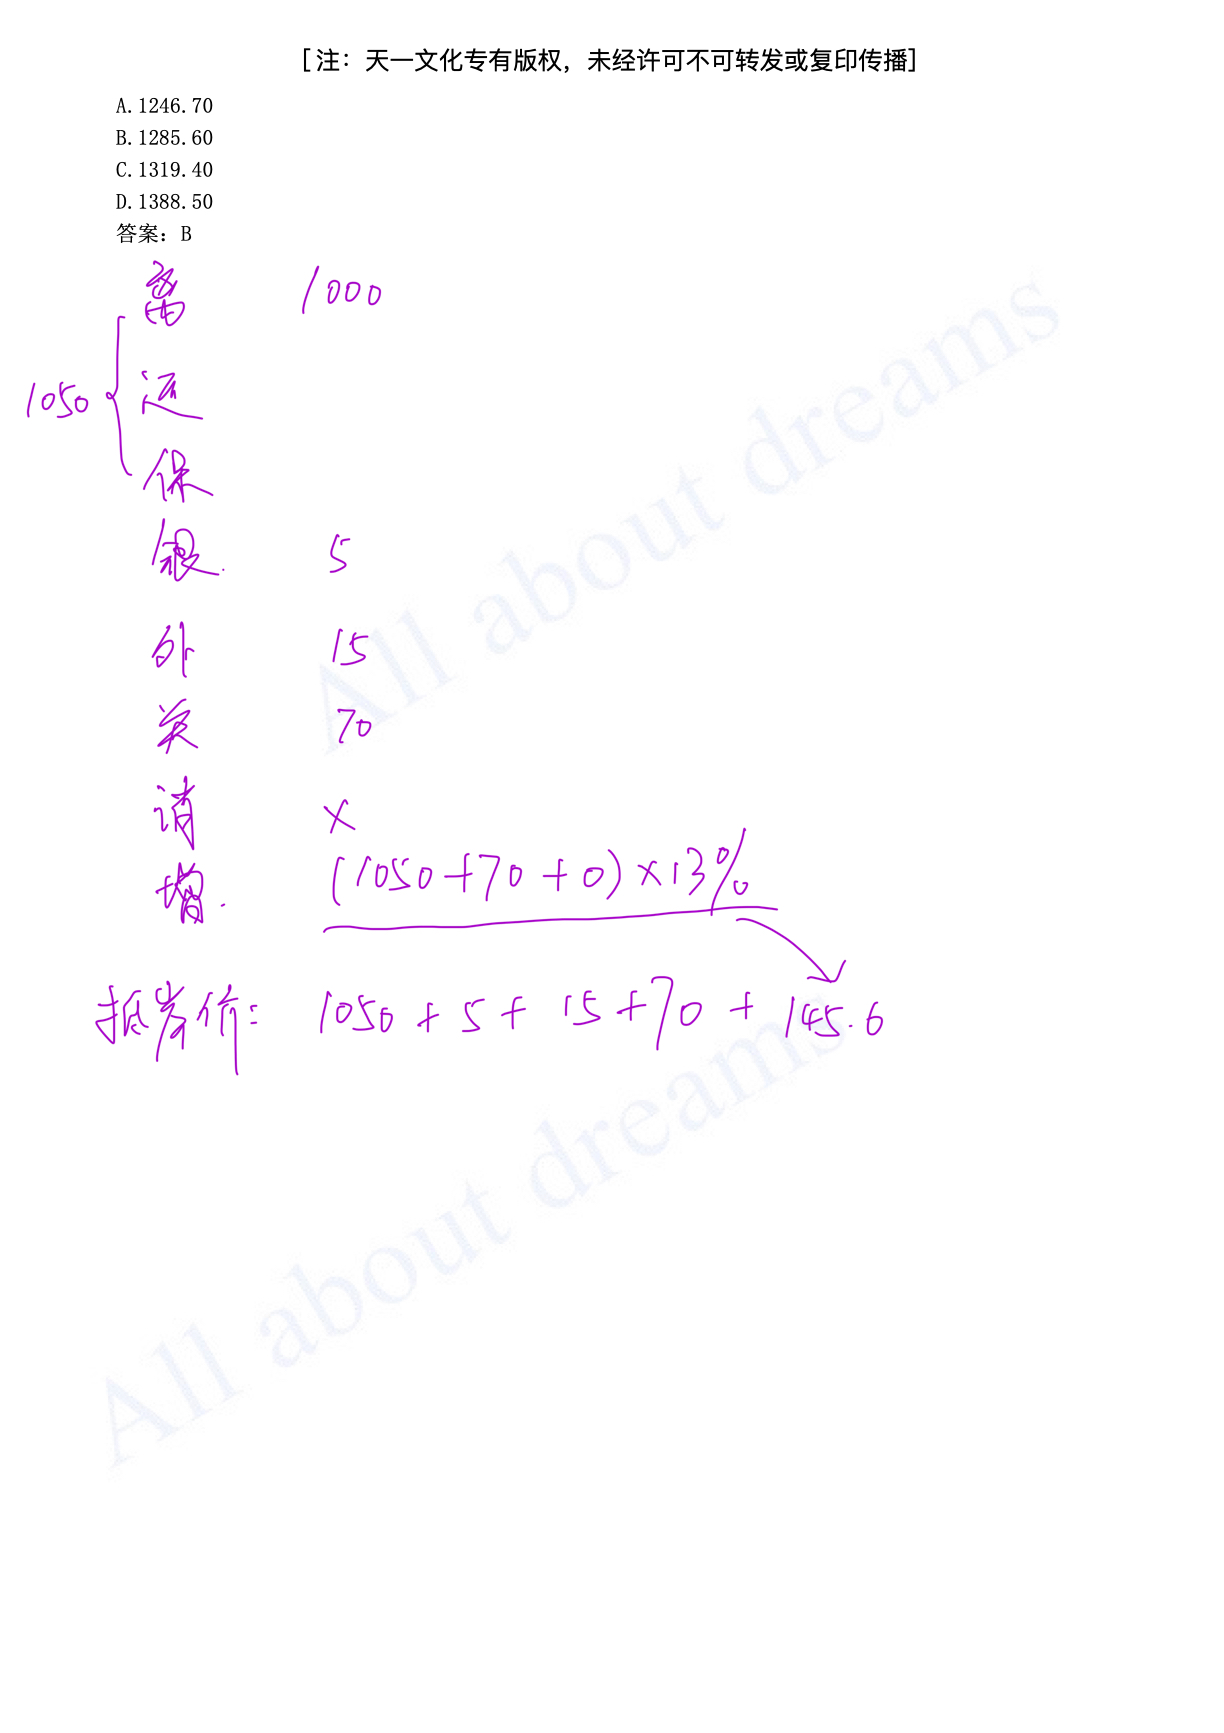 [注：天一文化专有版权，未经许可不可转发或复印传播]
A.1246.70
B.1285.60
C.1319.40
D.1388.50
答案：B
离 1000
1050 { 运
保
银. 5
外 15
关 70
消 ×
增. (1050+70+0)×13%
抵岸价: 1050+5+15+70+145.6
All about dreams
All about dreams